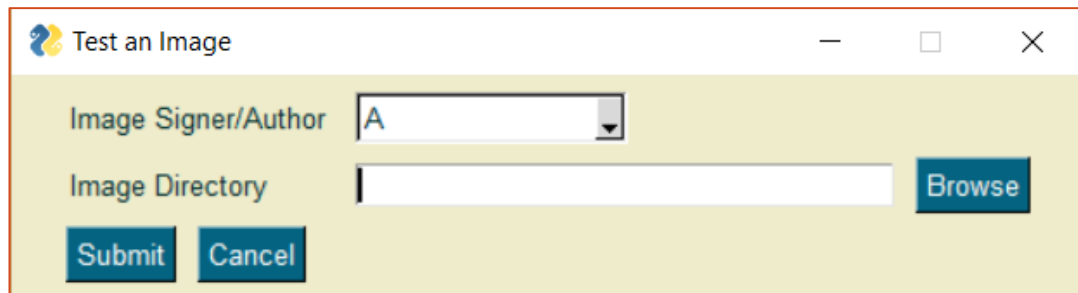 Test an Image
Image Signer/Author A
Image Directory Browse
Submit Cancel